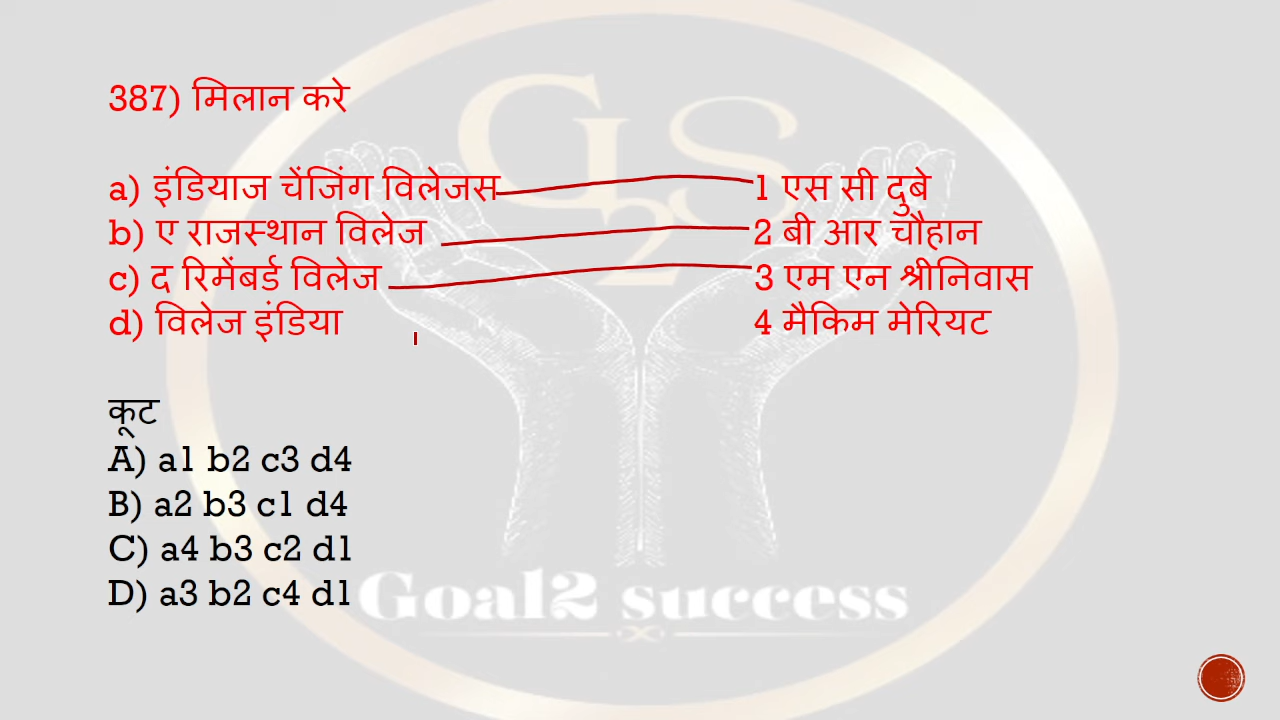 387) मिलान करे
a) इंडियाज चेंजिंग विलेजस 1 एस सी दुबे
b) ए राजस्थान विलेज 2 बी आर चौहान
c) द रिमेंबर्ड विलेज 3 एम एन श्रीनिवास
d) विलेज इंडिया 4 मैकिम मेरियट
कूट
A) a1 b2 c3 d4
B) a2 b3 c1 d4
C) a4 b3 c2 d1
D) a3 b2 c4 d1
G2S
Goal2 success